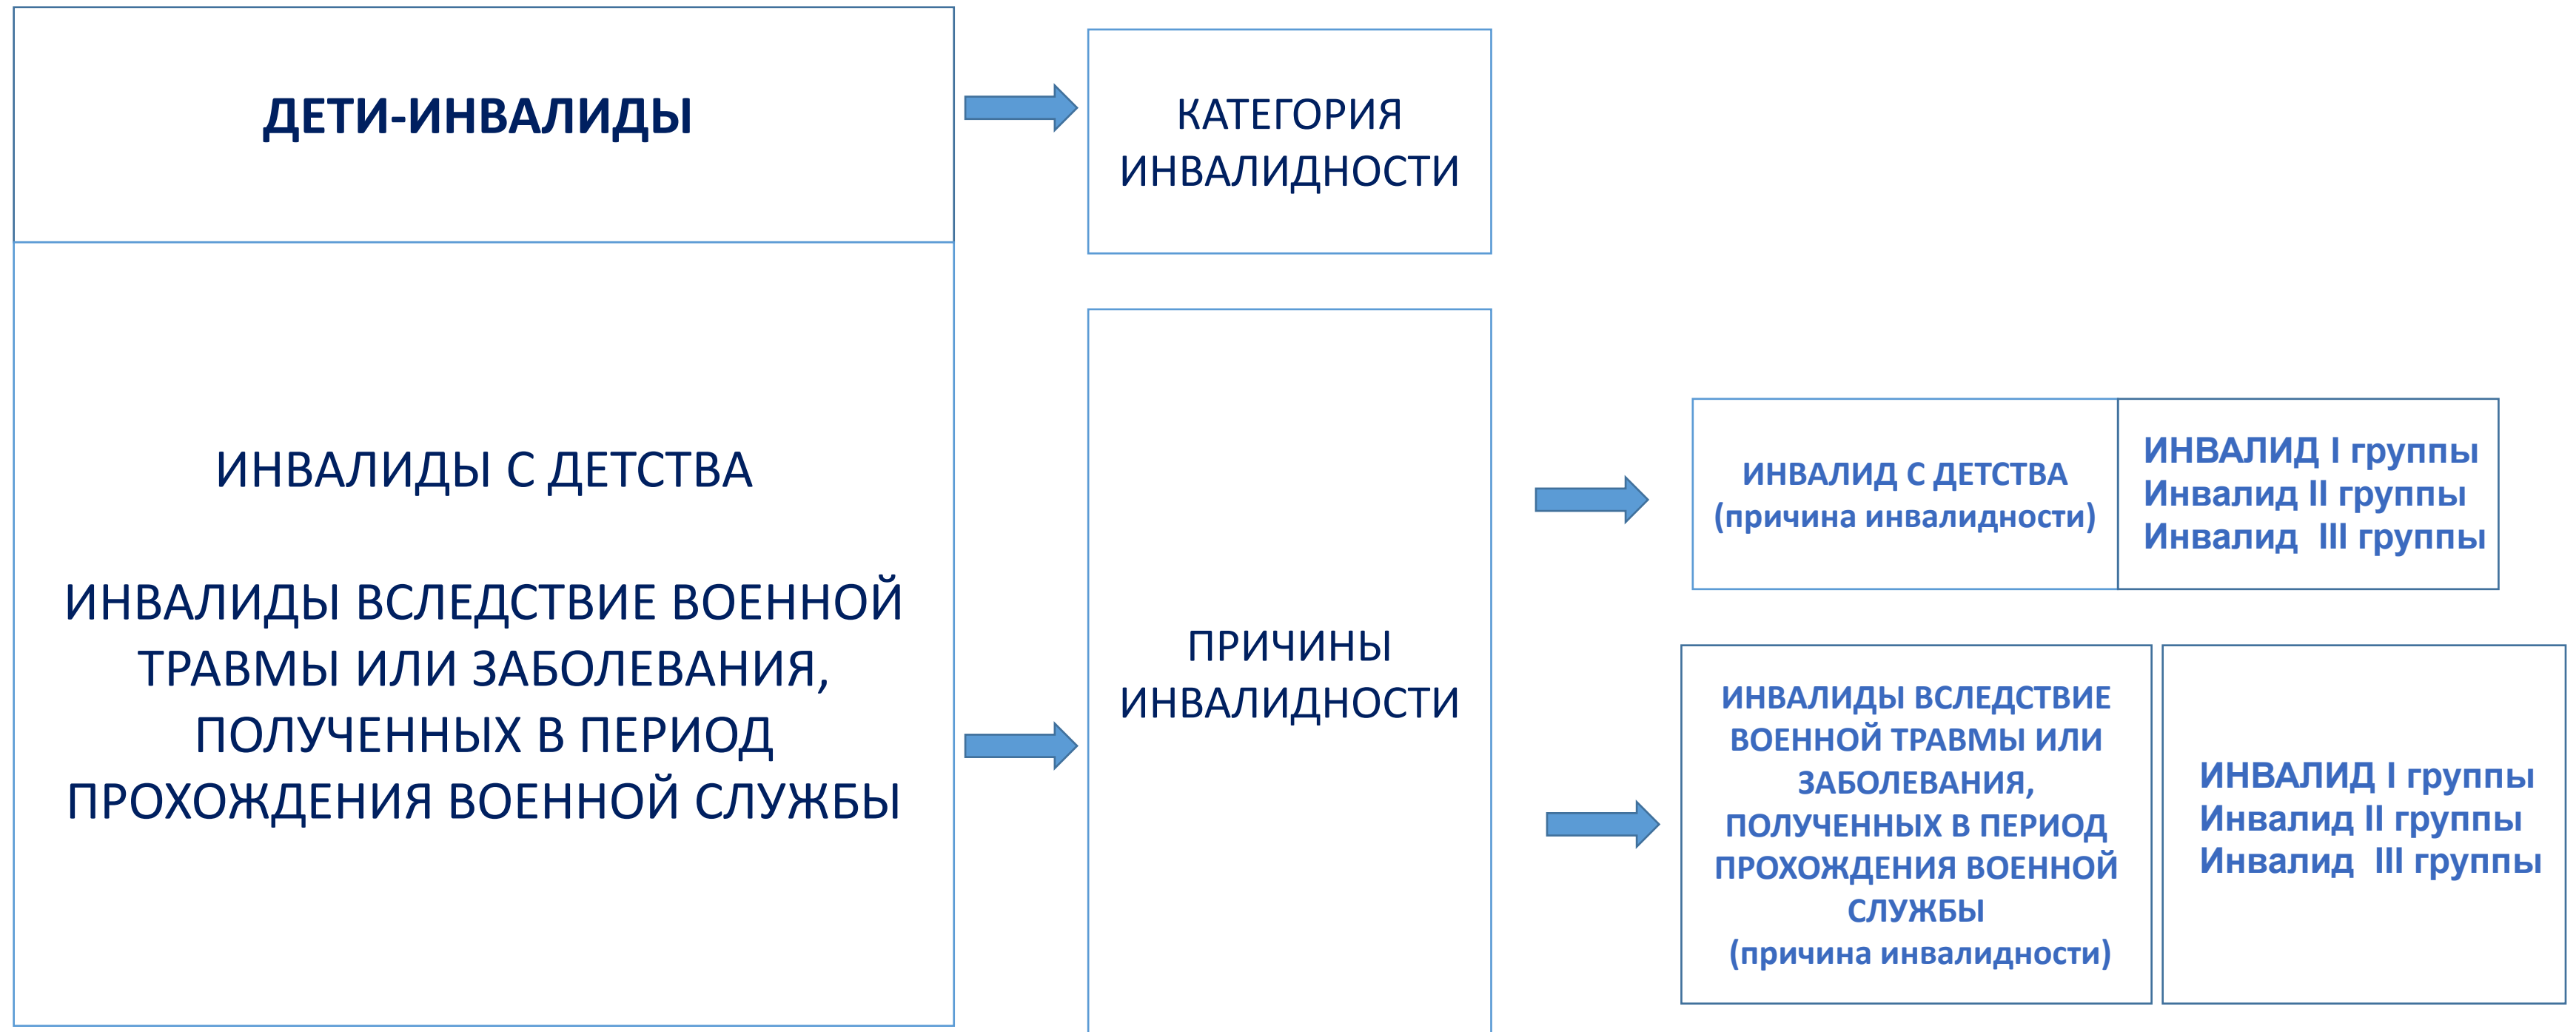 ДЕТИ-ИНВАЛИДЫ
КАТЕГОРИЯ
ИНВАЛИДНОСТИ
ИНВАЛИДЫ С ДЕТСТВА
ИНВАЛИДЫ ВСЛЕДСТВИЕ ВОЕННОЙ
ТРАВМЫ ИЛИ ЗАБОЛЕВАНИЯ,
ПОЛУЧЕННЫХ В ПЕРИОД
ПРОХОЖДЕНИЯ ВОЕННОЙ СЛУЖБЫ
ПРИЧИНЫ
ИНВАЛИДНОСТИ
ИНВАЛИД С ДЕТСТВА
(причина инвалидности)
ИНВАЛИД I группы
Инвалид II группы
Инвалид  III группы
ИНВАЛИДЫ ВСЛЕДСТВИЕ
ВОЕННОЙ ТРАВМЫ ИЛИ
ЗАБОЛЕВАНИЯ,
ПОЛУЧЕННЫХ В ПЕРИОД
ПРОХОЖДЕНИЯ ВОЕННОЙ
СЛУЖБЫ
(причина инвалидности)
ИНВАЛИД I группы
Инвалид II группы
Инвалид  III группы